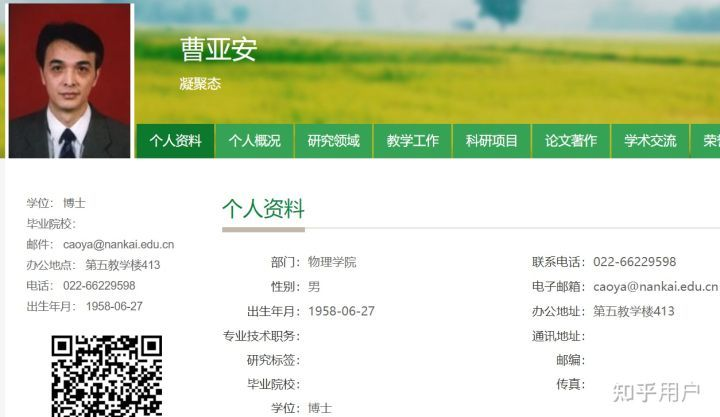 曹亚安
凝聚态
个人资料 个人概况 研究领域 教学工作 科研项目 论文著作 学术交流 荣
学位： 博士
毕业院校：
邮件： caoya@nankai.edu.cn
办公地点： 第五教学楼413
电话： 022-66229598
出生年月： 1958-06-27
个人资料
部门： 物理学院
联系电话： 022-66229598
性别： 男
电子邮箱： caoya@nankai.edu.cn
出生年月： 1958-06-27
办公地址： 第五教学楼413
专业技术职务：
通讯地址：
研究标签：
邮编：
毕业院校：
传真：
学位： 博士
知乎用户